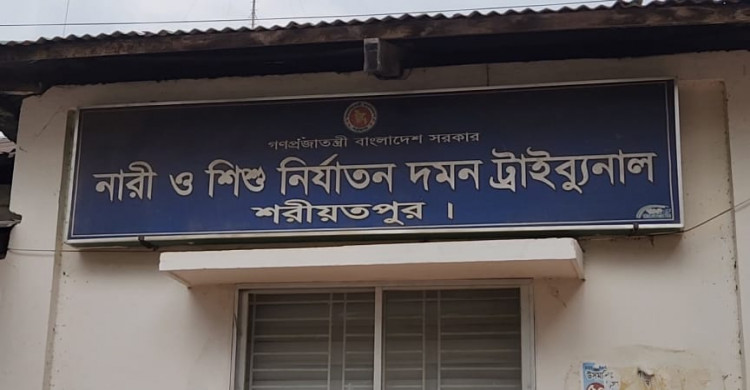 গণপ্রজাতন্ত্রী বাংলাদেশ সরকার
নারী ও শিশু নির্যাতন দমন ট্রাইব্যুনাল
শরীয়তপুর ।